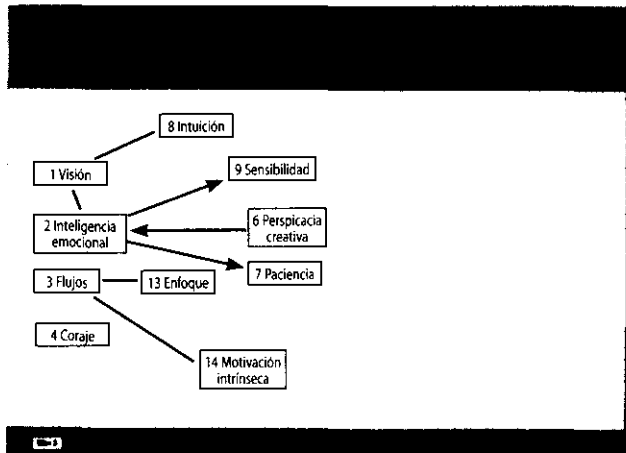 8 Intuición
1 Visión
9 Sensibilidad
2 Inteligencia
emocional
6 Perspicacia
creativa
7 Paciencia
3 Flujos
13 Enfoque
4 Coraje
14 Motivación
intrínseca